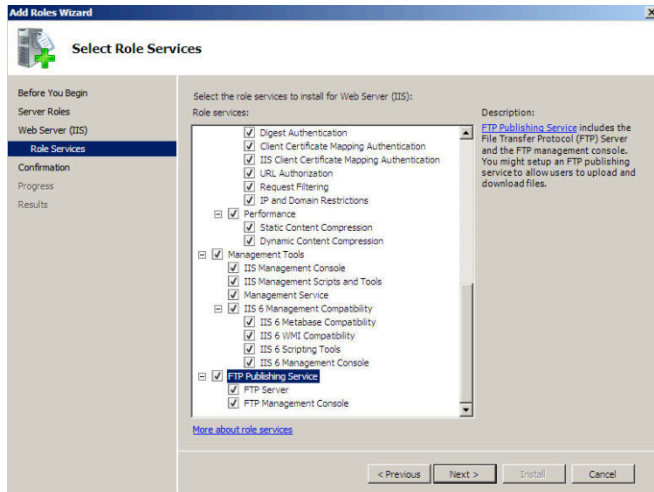 Add Roles Wizard
Select Role Services
Before You Begin
Server Roles
Web Server (IIS)
Role Services
Confirmation
Progress
Results
Select the role services to install for Web Server (IIS):
Role services:
Digest Authentication
Client Certificate Mapping Authentication
IIS Client Certificate Mapping Authentication
URL Authorization
Request Filtering
IP and Domain Restrictions
Performance
Static Content Compression
Dynamic Content Compression
Management Tools
IIS Management Console
IIS Management Scripts and Tools
Management Service
IIS 6 Management Compatibility
IIS 6 Metabase Compatibility
IIS 6 WMI Compatibility
IIS 6 Scripting Tools
IIS 6 Management Console
FTP Publishing Service
FTP Server
FTP Management Console
More about role services
Description:
FTP Publishing Service includes the
File Transfer Protocol (FTP) Server
and the FTP management console.
You might setup an FTP publishing
service to allow users to upload and
download files.
< Previous
Next >
Install
Cancel